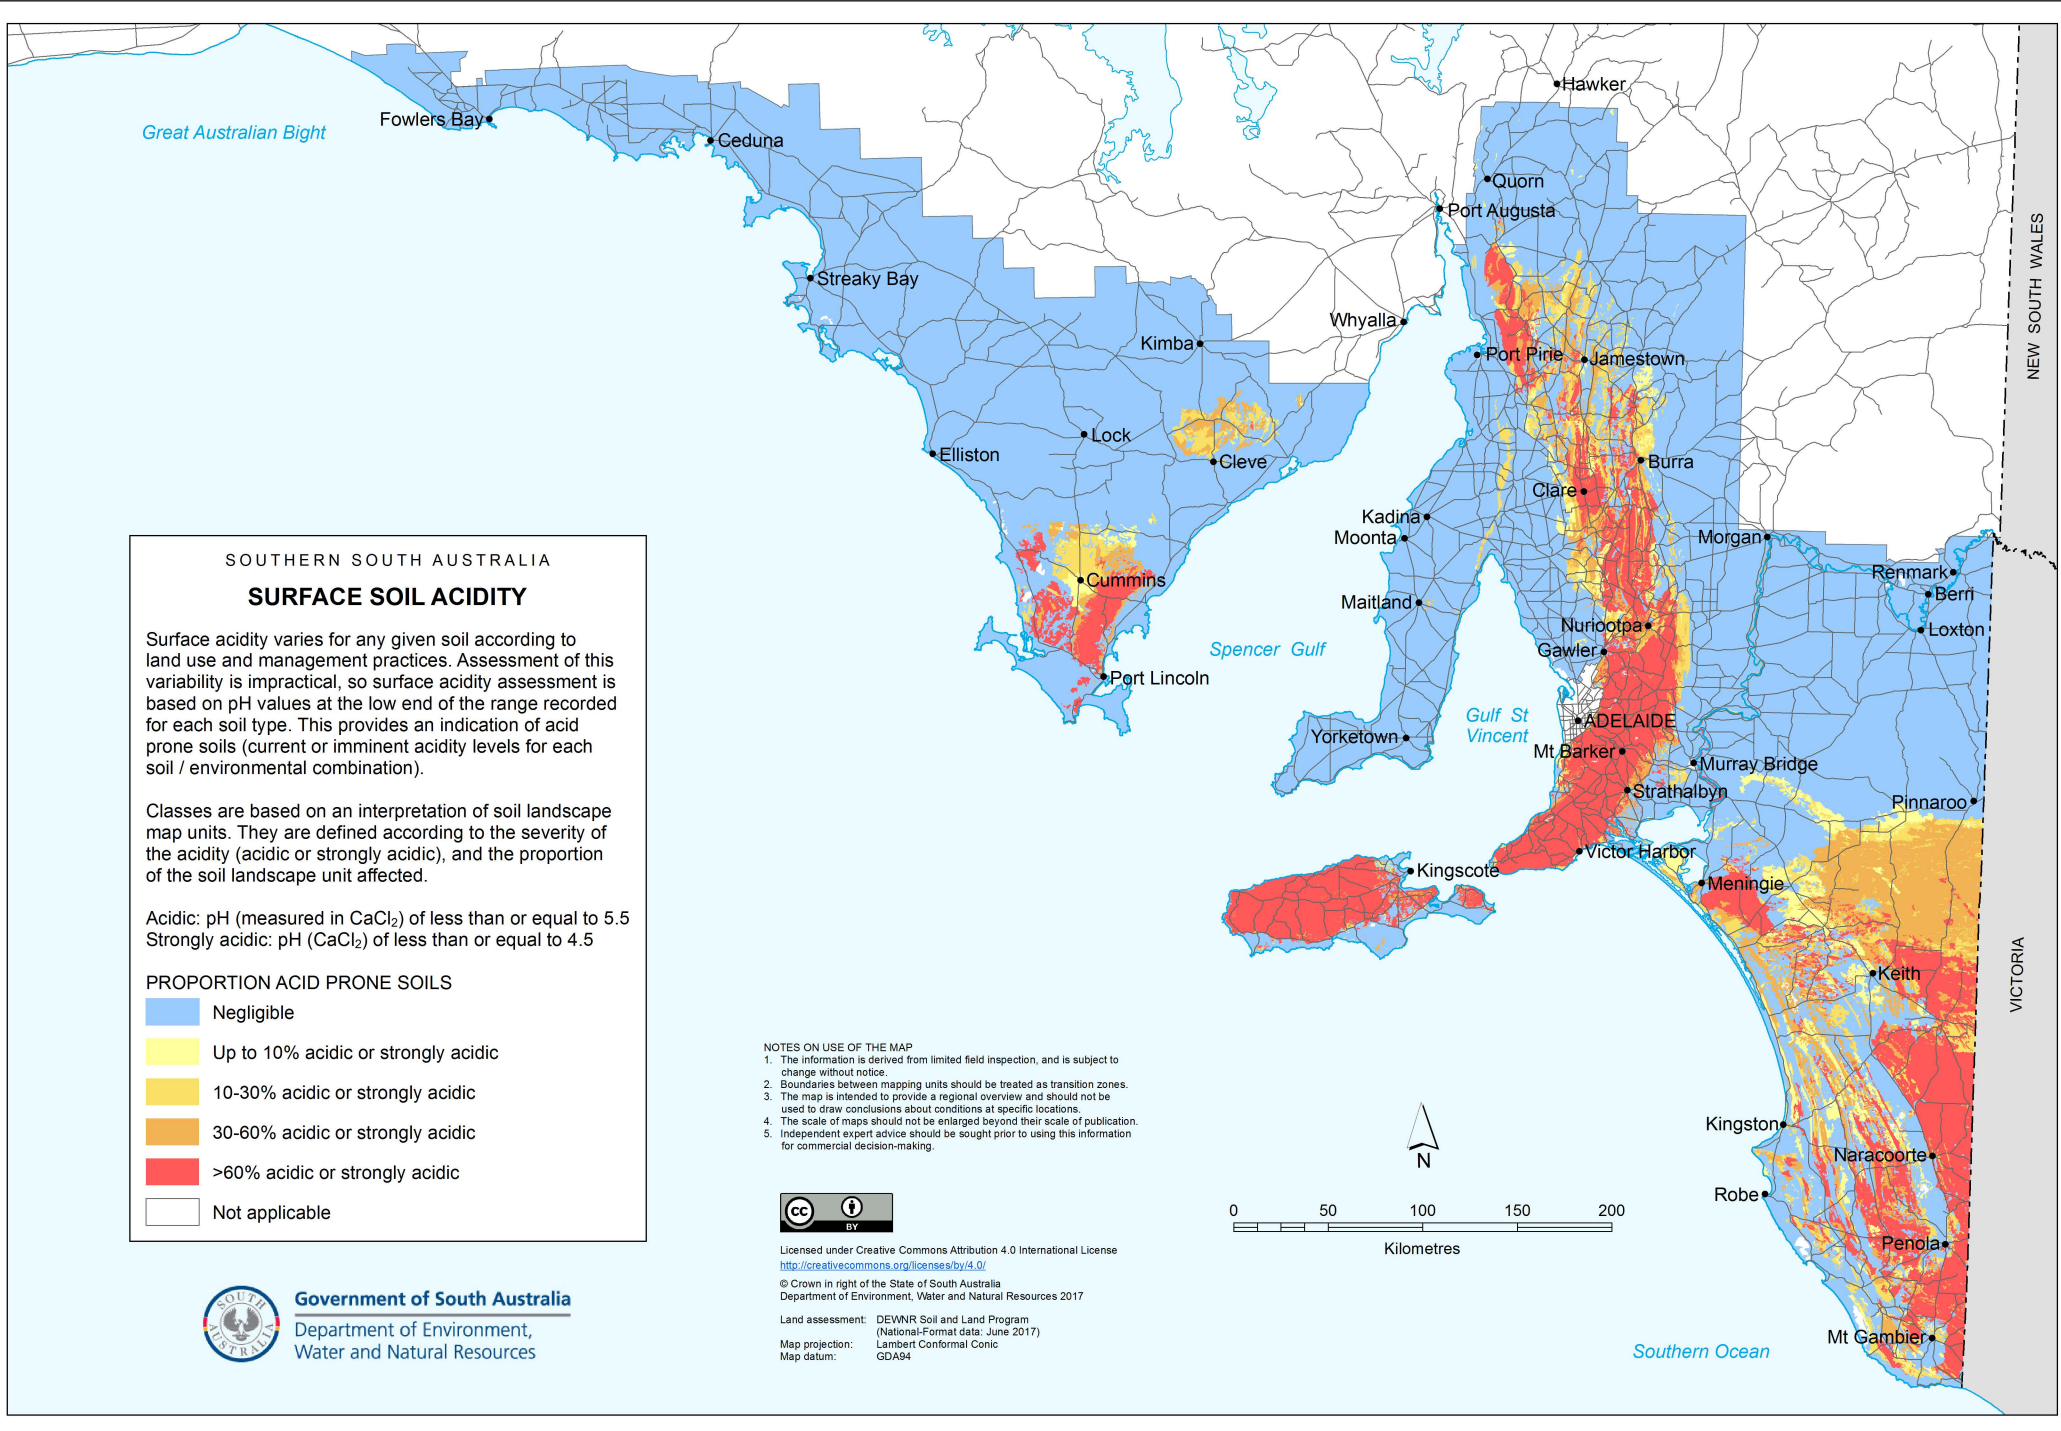 Hawker
Great Australian Bight
Fowlers Bay
Ceduna
Quorn
Port Augusta
NEW SOUTH WALES
Streaky Bay
Whyalla
Kimba
Port Pirie
Jamestown
Lock
Elliston
Cleve
Burra
Clare
Kadina
Moonta
Morgan
Cummins
Renmark
Berri
Maitland
Nuriootpa
Loxton
Gawler
Spencer Gulf
Port Lincoln
Gulf St
Vincent
ADELAIDE
Yorketown
Mt Barker
Murray Bridge
Strathalbyn
Pinnaroo
Victor Harbor
Kingscote
Meningie
Keith
VICTORIA
Kingston
Naracoorte
Robe
Penola
Mt Gambier
Southern Ocean
SOUTHERN SOUTH AUSTRALIA
SURFACE SOIL ACIDITY
Surface acidity varies for any given soil according to
land use and management practices. Assessment of this
variability is impractical, so surface acidity assessment is
based on pH values at the low end of the range recorded
for each soil type. This provides an indication of acid
prone soils (current or imminent acidity levels for each
soil / environmental combination).
Classes are based on an interpretation of soil landscape
map units. They are defined according to the severity of
the acidity (acidic or strongly acidic), and the proportion
of the soil landscape unit affected.
Acidic: pH (measured in CaCl₂) of less than or equal to 5.5
Strongly acidic: pH (CaCl₂) of less than or equal to 4.5
PROPORTION ACID PRONE SOILS
Negligible
Up to 10% acidic or strongly acidic
10-30% acidic or strongly acidic
30-60% acidic or strongly acidic
>60% acidic or strongly acidic
Not applicable
SOUTH AUSTRALIA
Government of South Australia
Department of Environment,
Water and Natural Resources
NOTES ON USE OF THE MAP
1. The information is derived from limited field inspection, and is subject to
change without notice.
2. Boundaries between mapping units should be treated as transition zones.
3. The map is intended to provide a regional overview and should not be
used to draw conclusions about conditions at specific locations.
4. The scale of maps should not be enlarged beyond their scale of publication.
5. Independent expert advice should be sought prior to using this information
for commercial decision-making.
cc
BY
Licensed under Creative Commons Attribution 4.0 International License
http://creativecommons.org/licenses/by/4.0/
© Crown in right of the State of South Australia
Department of Environment, Water and Natural Resources 2017
Land assessment: DEWNR Soil and Land Program
(National-Format data: June 2017)
Map projection: Lambert Conformal Conic
Map datum: GDA94
N
0 50 100 150 200
Kilometres